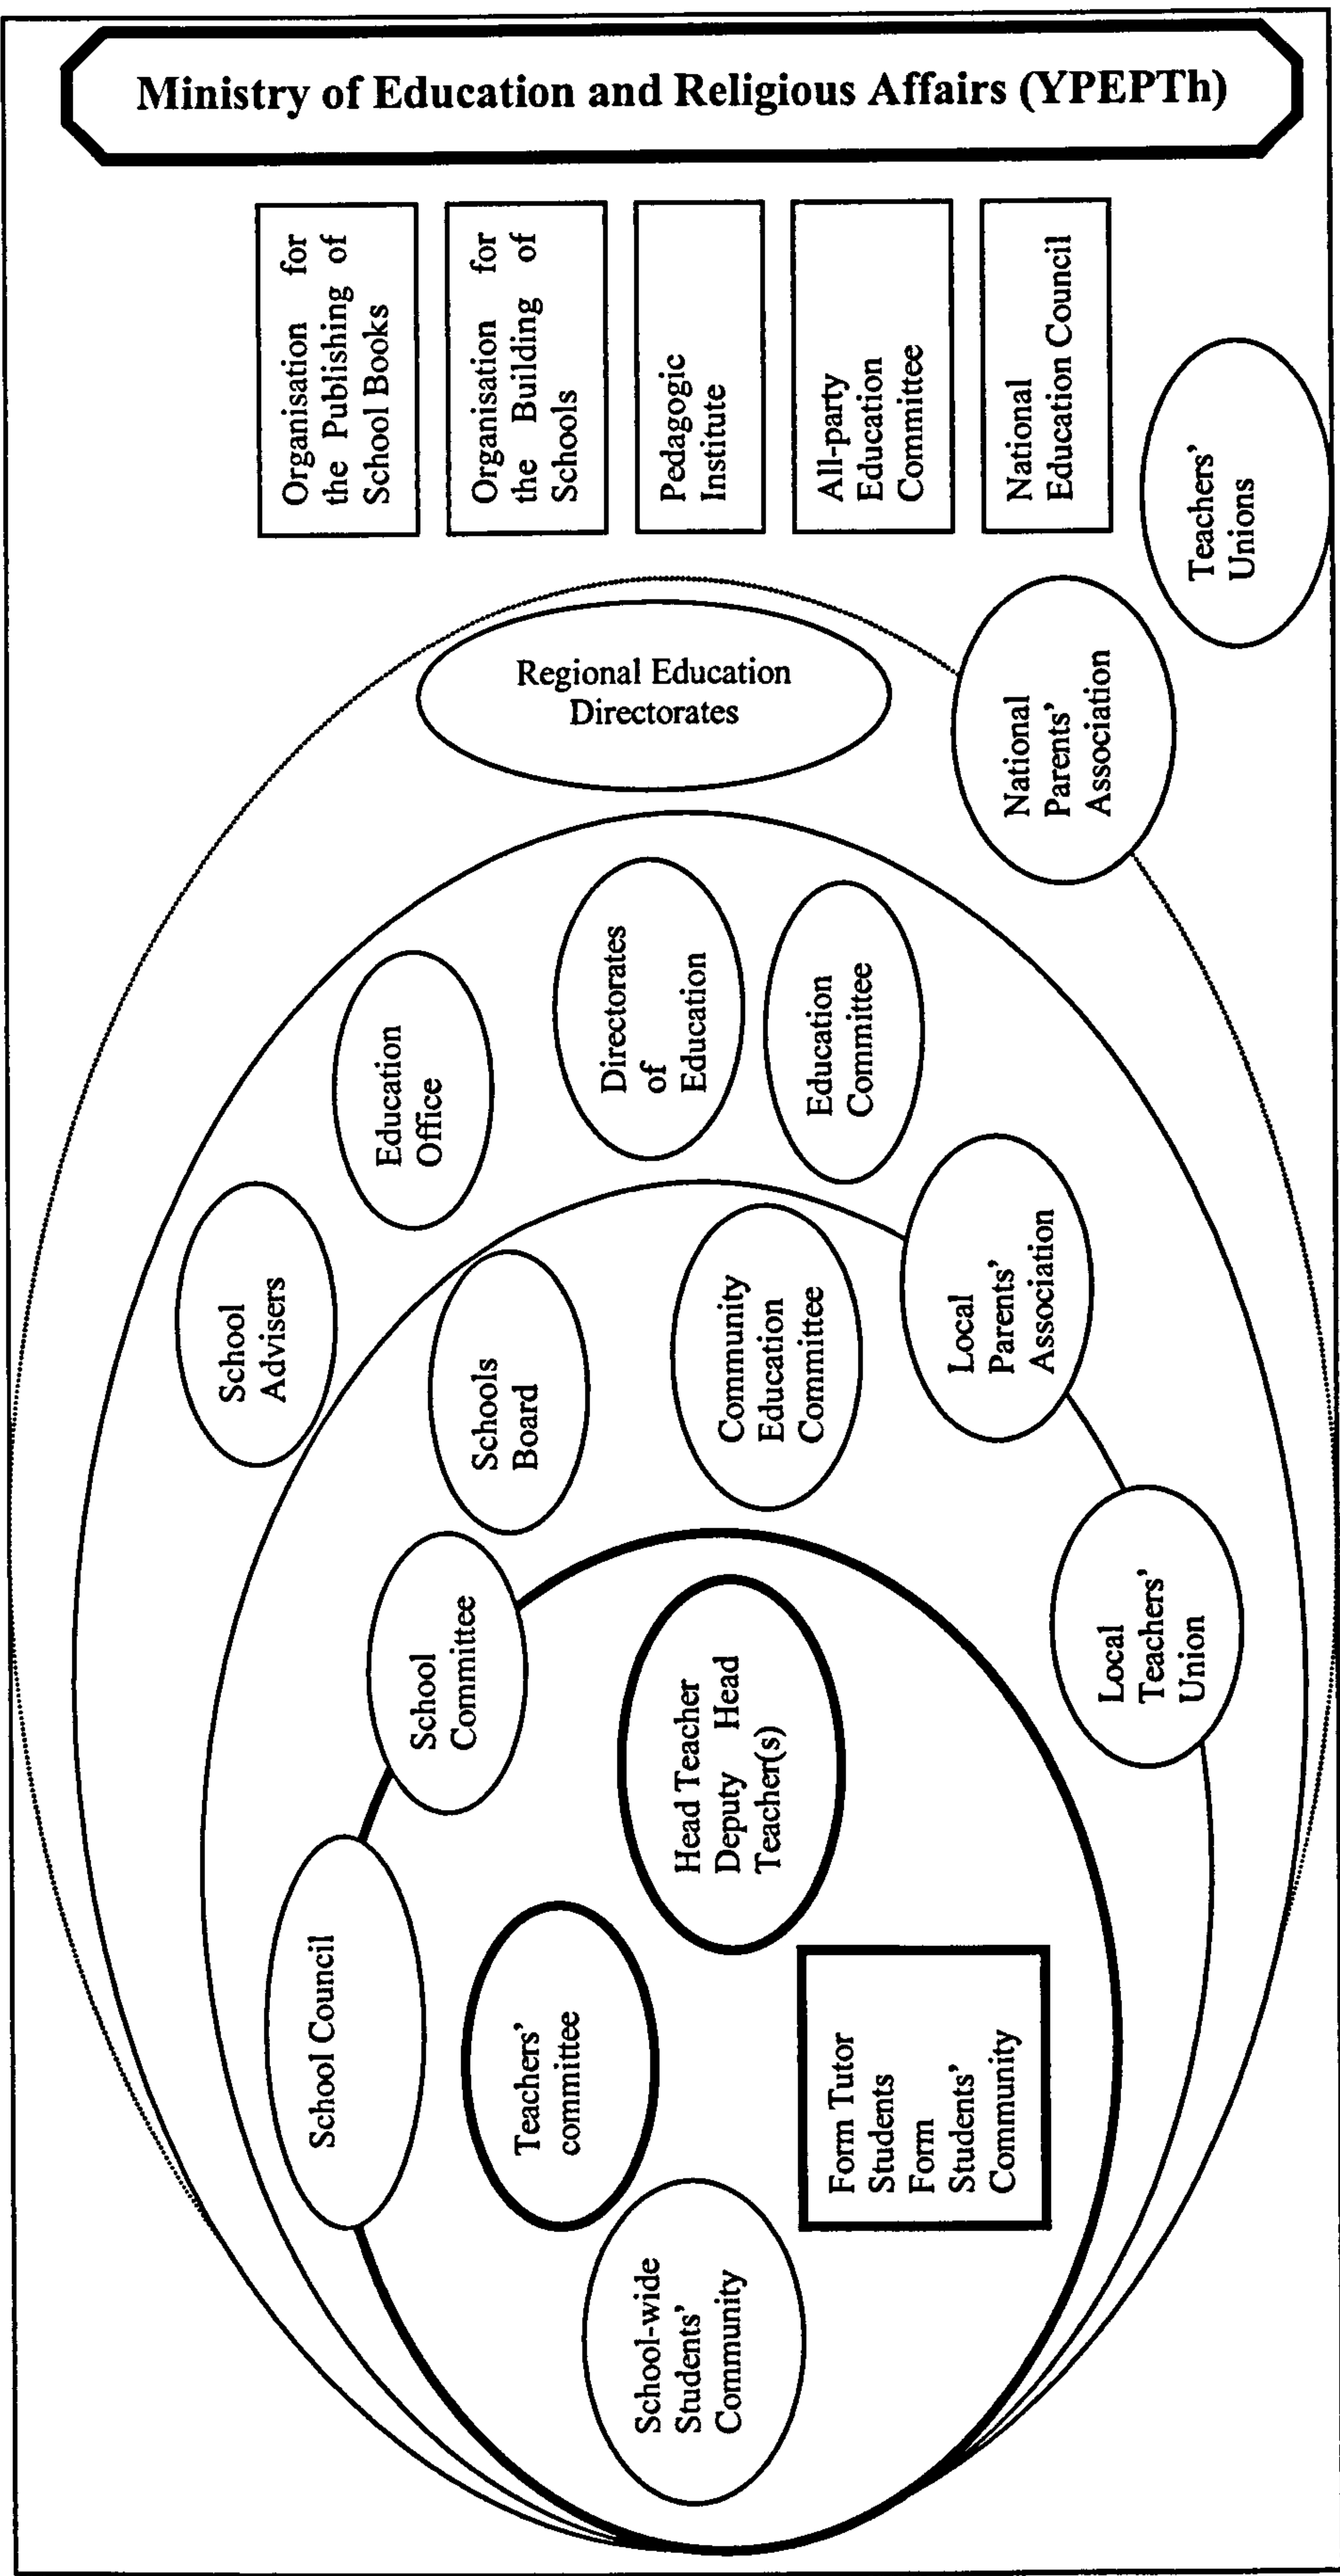 Ministry of Education and Religious Affairs (YPEPTh)
Organisation for
the Publishing of
School Books
Organisation for
the Building of
Schools
Pedagogic
Institute
All-party
Education
Committee
National
Education Council
Teachers'
Unions
Regional Education
Directorates
National
Parents'
Association
Directorates
of
Education
Education
Committee
Education
Office
School
Advisers
Schools
Board
Community
Education
Committee
Local
Parents'
Association
School
Committee
Head Teacher
Deputy Head
Teacher(s)
Local
Teachers'
Union
School Council
Teachers'
committee
Form Tutor
Students
Form
Students'
Community
School-wide
Students'
Community